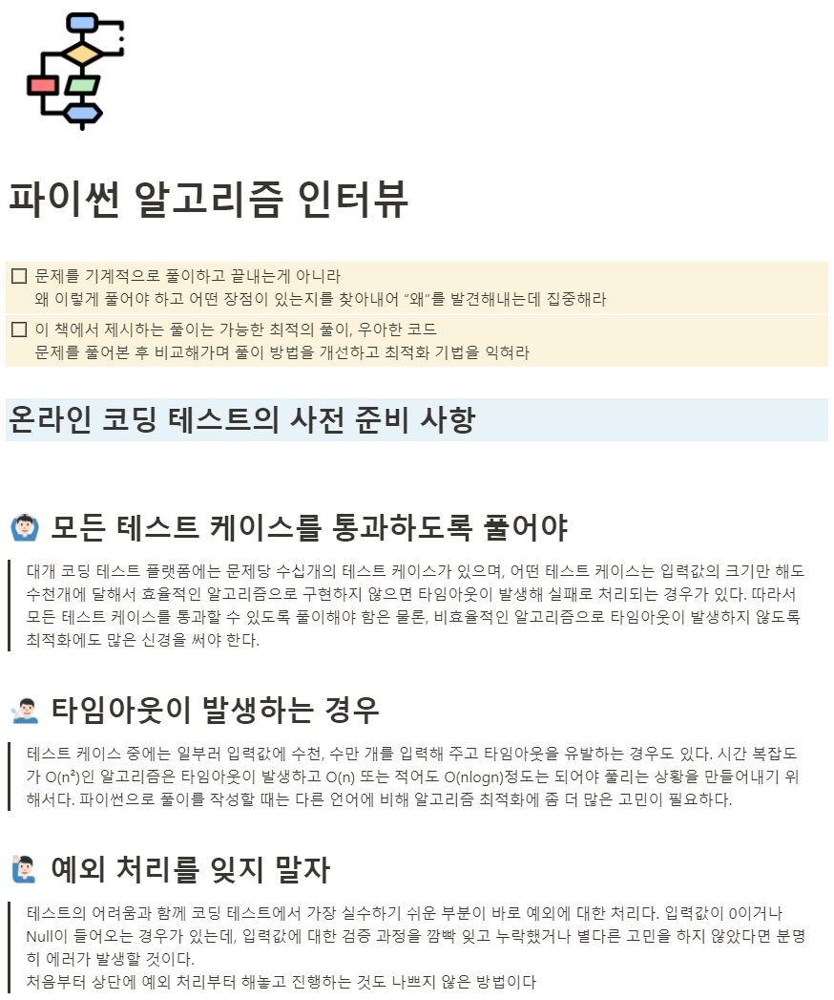 파이썬 알고리즘 인터뷰
문제를 기계적으로 풀이하고 끝내는게 아니라
왜 이렇게 풀어야 하고 어떤 장점이 있는지를 찾아내어 “왜”를 발견해내는데 집중해라
이 책에서 제시하는 풀이는 가능한 최적의 풀이, 우아한 코드
문제를 풀어본 후 비교해가며 풀이 방법을 개선하고 최적화 기법을 익혀라
온라인 코딩 테스트의 사전 준비 사항
모든 테스트 케이스를 통과하도록 풀어야
대개 코딩 테스트 플랫폼에는 문제당 수십개의 테스트 케이스가 있으며, 어떤 테스트 케이스는 입력값의 크기만 해도
수천개에 달해서 효율적인 알고리즘으로 구현하지 않으면 타임아웃이 발생해 실패로 처리되는 경우가 있다. 따라서
모든 테스트 케이스를 통과할 수 있도록 풀이해야 함은 물론, 비효율적인 알고리즘으로 타임아웃이 발생하지 않도록
최적화에도 많은 신경을 써야 한다.
타임아웃이 발생하는 경우
테스트 케이스 중에는 일부러 입력값에 수천, 수만 개를 입력해 주고 타임아웃을 유발하는 경우도 있다. 시간 복잡도
가 O(n²)인 알고리즘은 타임아웃이 발생하고 O(n) 또는 적어도 O(nlogn)정도는 되어야 풀리는 상황을 만들어내기 위
해서다. 파이썬으로 풀이를 작성할 때는 다른 언어에 비해 알고리즘 최적화에 좀 더 많은 고민이 필요하다.
예외 처리를 잊지 말자
테스트의 어려움과 함께 코딩 테스트에서 가장 실수하기 쉬운 부분이 바로 예외에 대한 처리다. 입력값이 0이거나
Null이 들어오는 경우가 있는데, 입력값에 대한 검증 과정을 깜빡 잊고 누락했거나 별다른 고민을 하지 않았다면 분명
히 에러가 발생할 것이다.
처음부터 상단에 예외 처리부터 해놓고 진행하는 것도 나쁘지 않은 방법이다